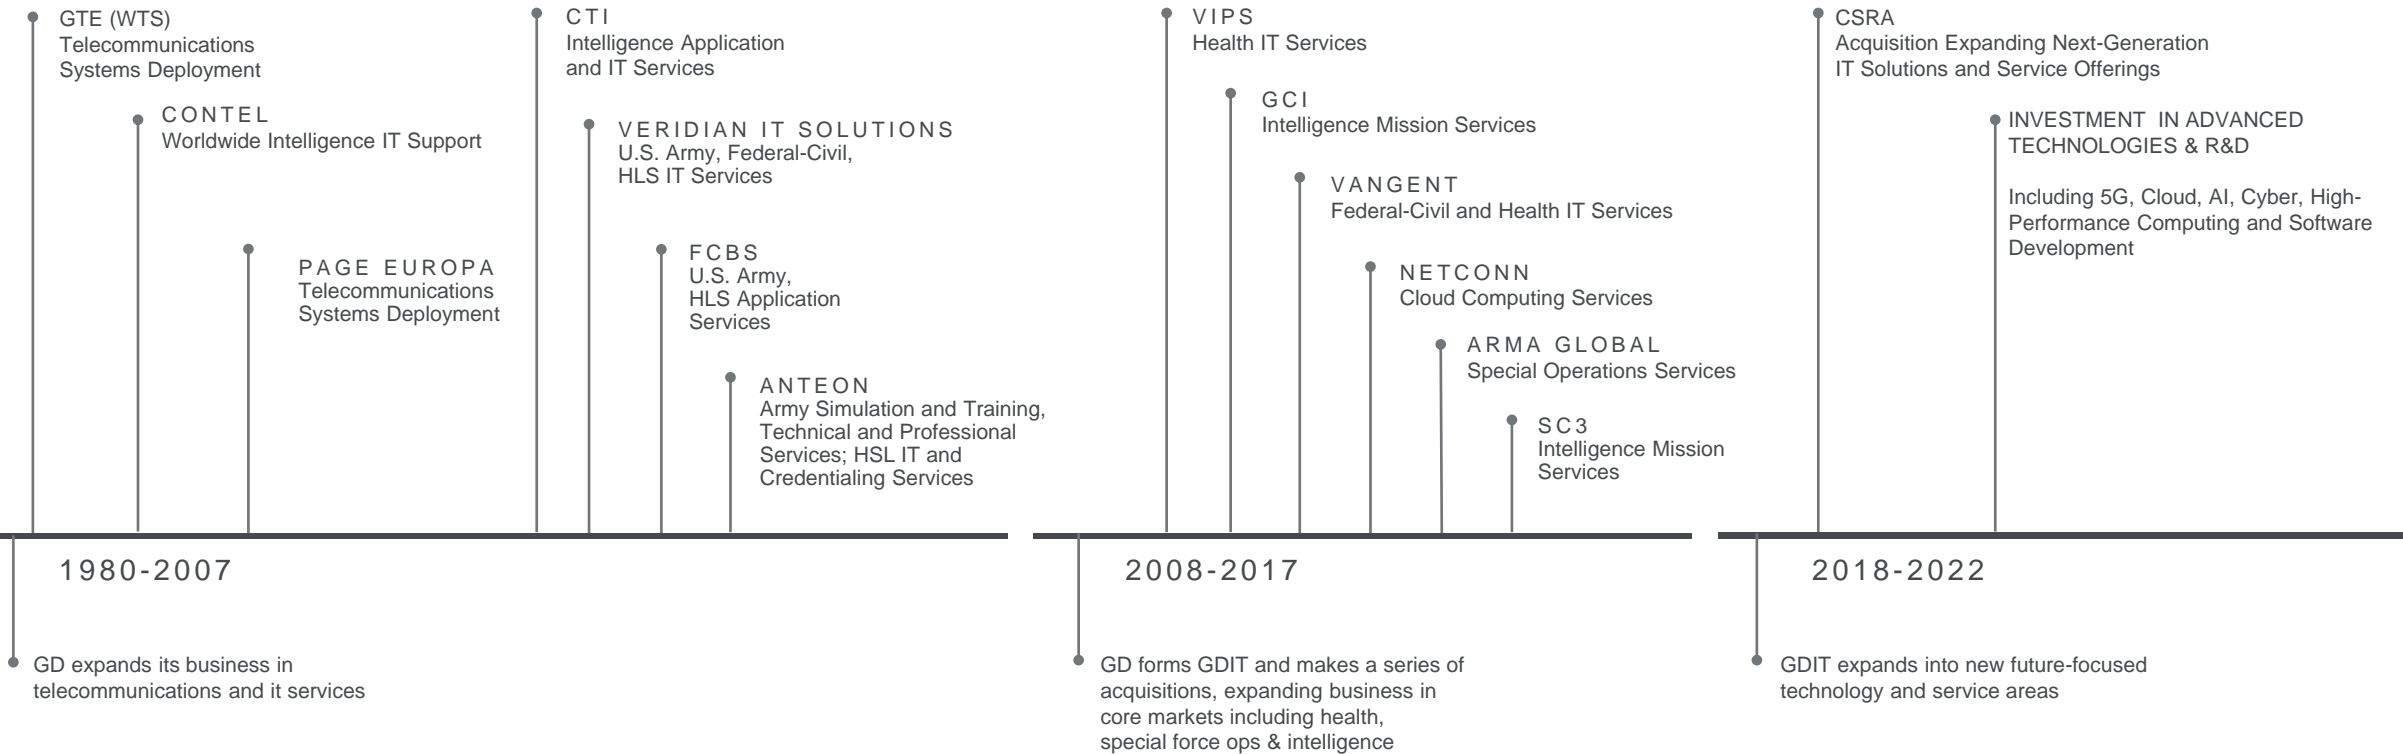 GTE (WTS)
Telecommunications
Systems Deployment
CONTEL
Worldwide Intelligence IT Support
PAGE EUROPA
Telecommunications
Systems Deployment
CTI
Intelligence Application
and IT Services
VERIDIAN IT SOLUTIONS
U.S. Army, Federal-Civil,
HLS IT Services
FCBS
U.S. Army,
HLS Application
Services
ANTEON
Army Simulation and Training,
Technical and Professional
Services; HSL IT and
Credentialing Services
1980-2007
GD expands its business in
telecommunications and it services
VIPS
Health IT Services
GCI
Intelligence Mission Services
VANGENT
Federal-Civil and Health IT Services
NETCONN
Cloud Computing Services
ARMA GLOBAL
Special Operations Services
SC3
Intelligence Mission
Services
2008-2017
GD forms GDIT and makes a series of
acquisitions, expanding business in
core markets including health,
special force ops & intelligence
CSRA
Acquisition Expanding Next-Generation
IT Solutions and Service Offerings
INVESTMENT IN ADVANCED
TECHNOLOGIES & R&D
Including 5G, Cloud, AI, Cyber, High-
Performance Computing and Software
Development
2018-2022
GDIT expands into new future-focused
technology and service areas